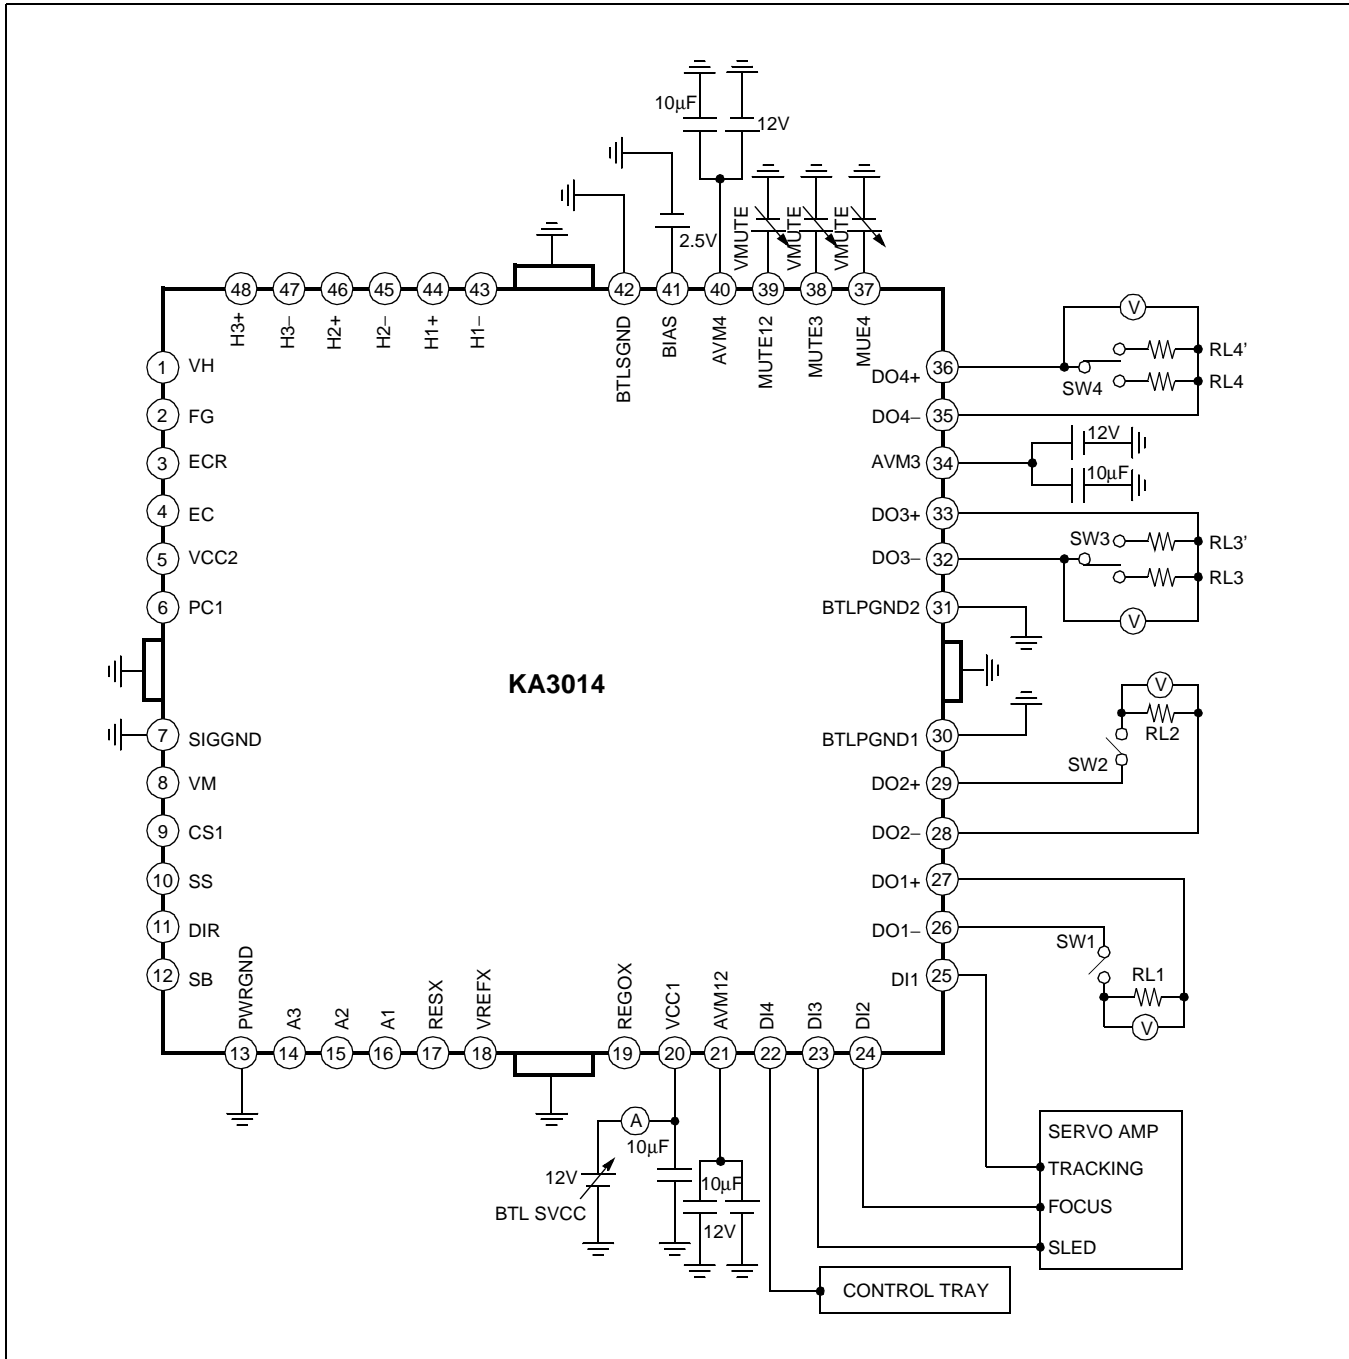 10µF
12V
2.5V
VMUTE
VMUTE
VMUTE
48
47
46
45
44
43
42
41
40
39
38
37
H3+
H3−
H2+
H2−
H1+
H1−
BTLSGND
BIAS
AVM4
MUTE12
MUTE3
MUE4
1 VH
2 FG
3 ECR
4 EC
5 VCC2
6 PC1
7 SIGGND
8 VM
9 CS1
10 SS
11 DIR
12 SB
KA3014
DO4+ 36
DO4− 35
AVM3 34
DO3+ 33
DO3− 32
BTLPGND2 31
BTLPGND1 30
DO2+ 29
DO2− 28
DO1+ 27
DO1− 26
DI1 25
V
SW4
RL4'
RL4
12V
10µF
SW3
RL3'
RL3
V
V
RL2
SW2
SW1
RL1
V
PWRGND
A3
A2
A1
RESX
VREFX
REGOX
VCC1
AVM12
DI4
DI3
DI2
13
14
15
16
17
18
19
20
21
22
23
24
A
10µF
12V
BTL SVCC
10µF
12V
SERVO AMP
TRACKING
FOCUS
SLED
CONTROL TRAY